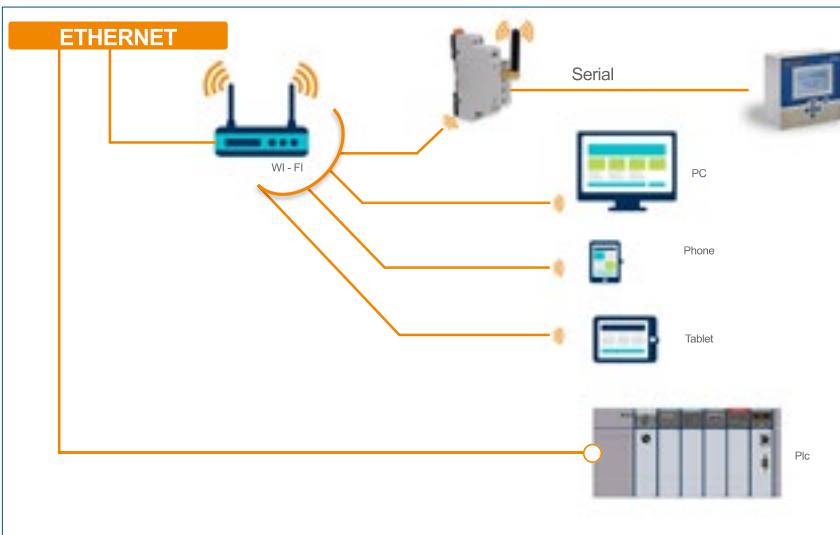 ETHERNET
Serial
WI - FI
PC
Phone
Tablet
Plc